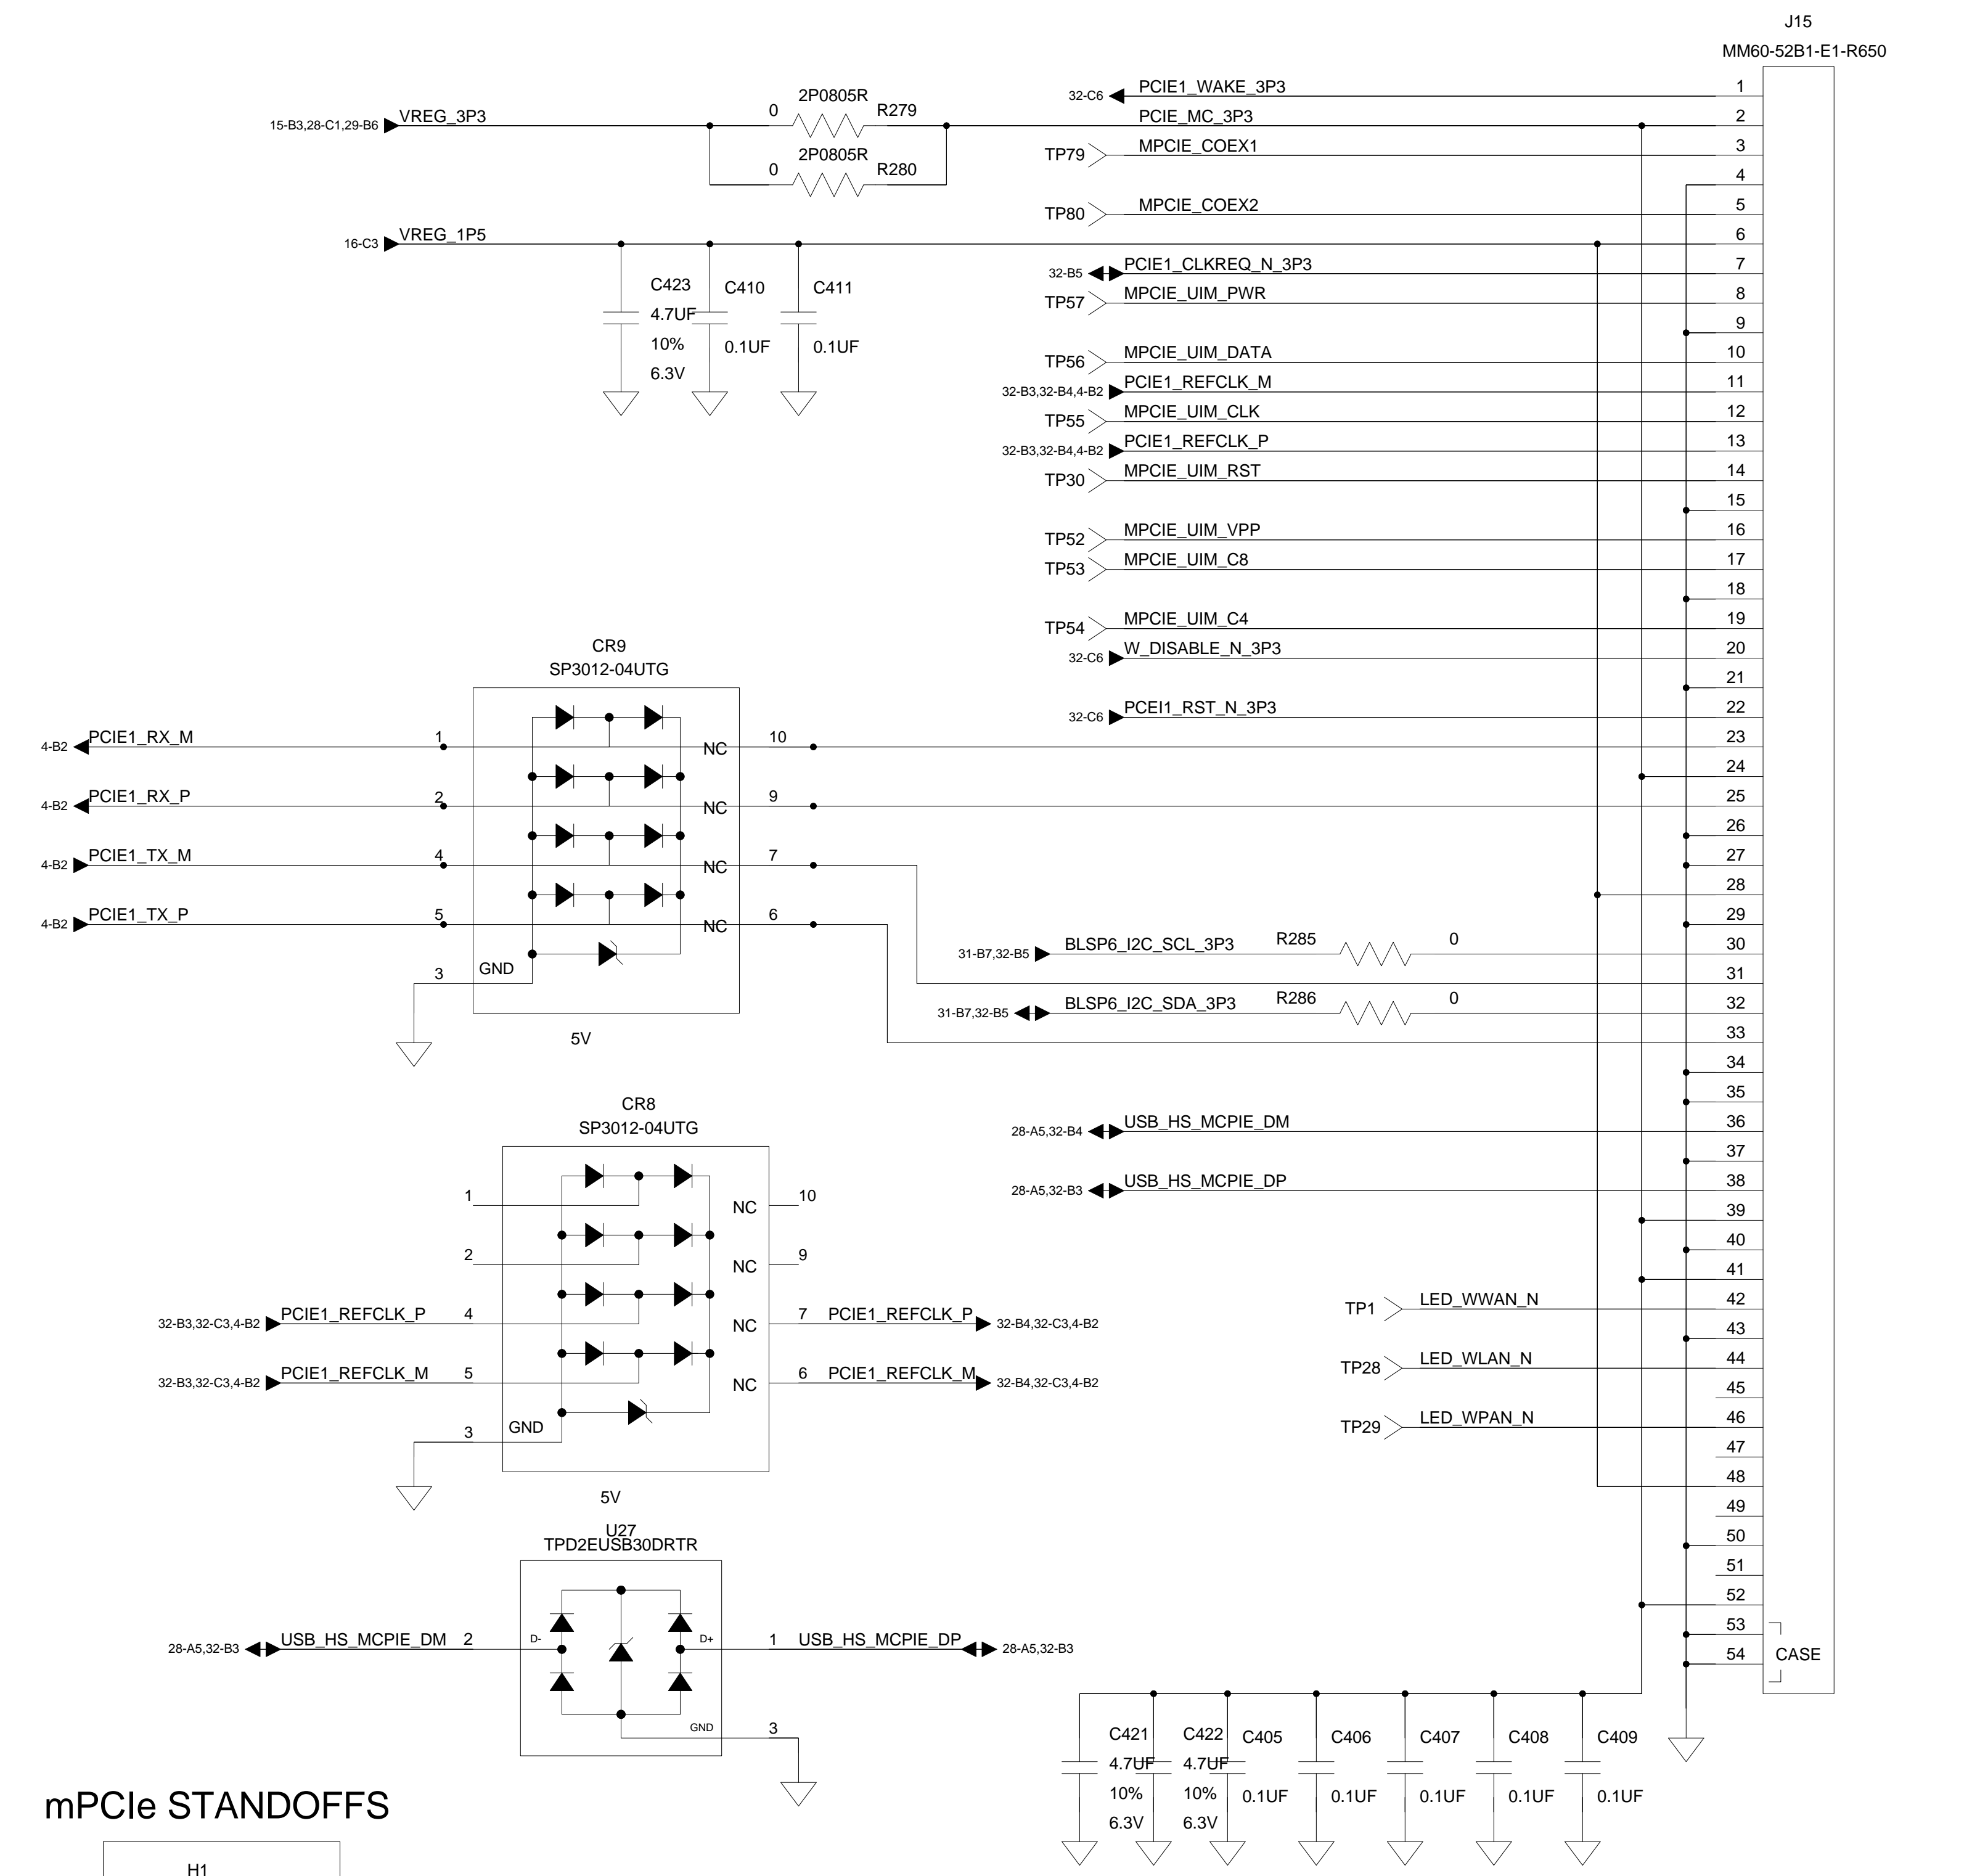 J15
MM60-52B1-E1-R650
32-C6 PCIE1_WAKE_3P3 1
15-B3,28-C1,29-B6 VREG_3P3 0 2P0805R R279 PCIE_MC_3P3 2
TP79 MPCIE_COEX1 3
0 2P0805R R280 4
TP80 MPCIE_COEX2 5
16-C3 VREG_1P5 6
32-B5 PCIE1_CLKREQ_N_3P3 7
C423 C410 C411
4.7UF
10% 0.1UF 0.1UF
6.3V
TP57 MPCIE_UIM_PWR 8
9
TP56 MPCIE_UIM_DATA 10
32-B3,32-B4,4-B2 PCIE1_REFCLK_M 11
TP55 MPCIE_UIM_CLK 12
32-B3,32-B4,4-B2 PCIE1_REFCLK_P 13
TP30 MPCIE_UIM_RST 14
15
TP52 MPCIE_UIM_VPP 16
TP53 MPCIE_UIM_C8 17
18
TP54 MPCIE_UIM_C4 19
32-C6 W_DISABLE_N_3P3 20
21
32-C6 PCEI1_RST_N_3P3 22
CR9
SP3012-04UTG
4-B2 PCIE1_RX_M 1 NC 10 23
24
4-B2 PCIE1_RX_P 2 NC 9 25
26
4-B2 PCIE1_TX_M 4 NC 7 27
28
4-B2 PCIE1_TX_P 5 NC 6 29
31-B7,32-B5 BLSP6_I2C_SCL_3P3 R285 0 30
3 GND 31
31-B7,32-B5 BLSP6_I2C_SDA_3P3 R286 0 32
5V 33
34
35
CR8
SP3012-04UTG
28-A5,32-B4 USB_HS_MCPIE_DM 36
37
28-A5,32-B3 USB_HS_MCPIE_DP 38
1 NC 10 39
40
2 NC 9 41
32-B3,32-C3,4-B2 PCIE1_REFCLK_P 4 NC 7 PCIE1_REFCLK_P 32-B4,32-C3,4-B2
TP1 LED_WWAN_N 42
43
32-B3,32-C3,4-B2 PCIE1_REFCLK_M 5 NC 6 PCIE1_REFCLK_M 32-B4,32-C3,4-B2
TP28 LED_WLAN_N 44
45
3 GND TP29 LED_WPAN_N 46
47
5V 48
49
U27
TPD2EUSB30DRTR
50
51
52
28-A5,32-B3 USB_HS_MCPIE_DM 2 D- D+ 1 USB_HS_MCPIE_DP 28-A5,32-B3
53
54 CASE
GND 3
C421 C422 C405 C406 C407 C408 C409
4.7UF 4.7UF
10% 10% 0.1UF 0.1UF 0.1UF 0.1UF 0.1UF
6.3V 6.3V
mPCIe STANDOFFS
H1